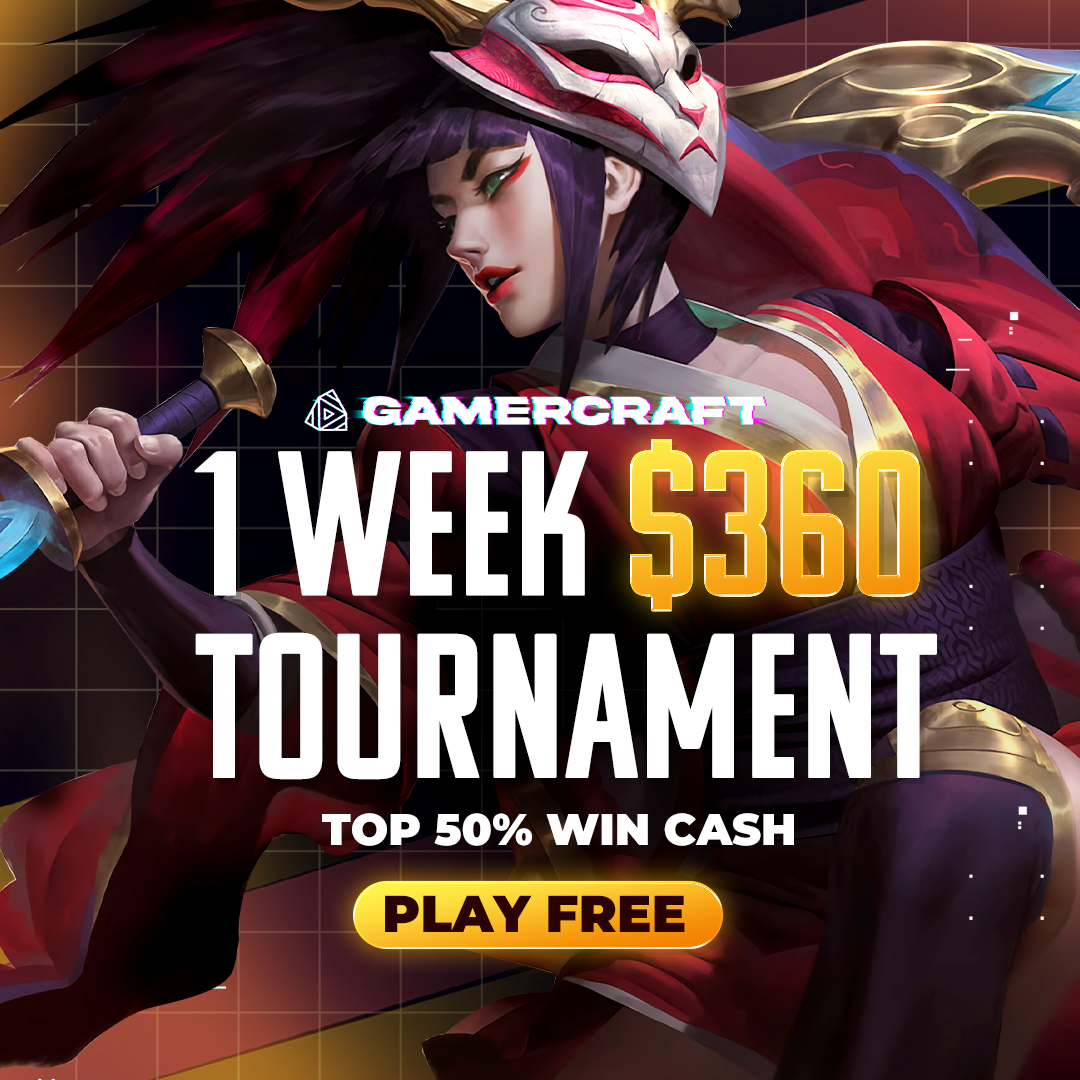 GAMERCRAFT
1 WEEK $360
TOURNAMENT
TOP 50% WIN CASH
PLAY FREE